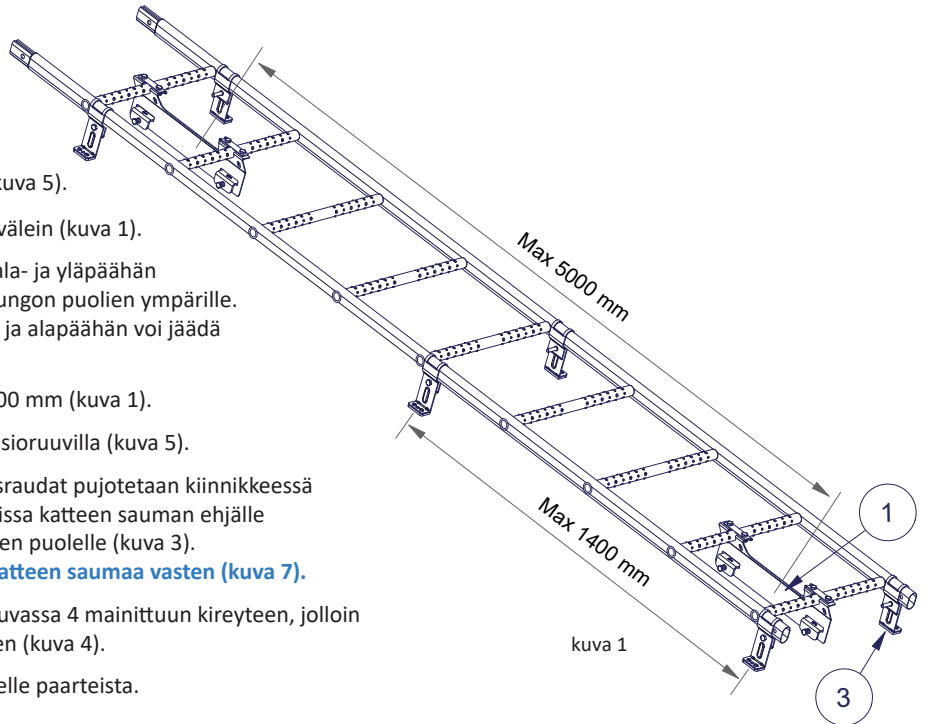 kuva 5).
välein (kuva 1).
ala- ja yläpäähän
ungon puolien ympärille.
ja alapäähän voi jäädä
00 mm (kuva 1).
sioruuvilla (kuva 5).
sraudat pujotetaan kiinnikkeessä
issa katteen sauman ehjälle
en puolelle (kuva 3).
atteen saumaa vasten (kuva 7).
uvassa 4 mainittuun kireyteen, jolloin
en (kuva 4).
elle paarteista.
Max 5000 mm
Max 1400 mm
1
kuva 1
3